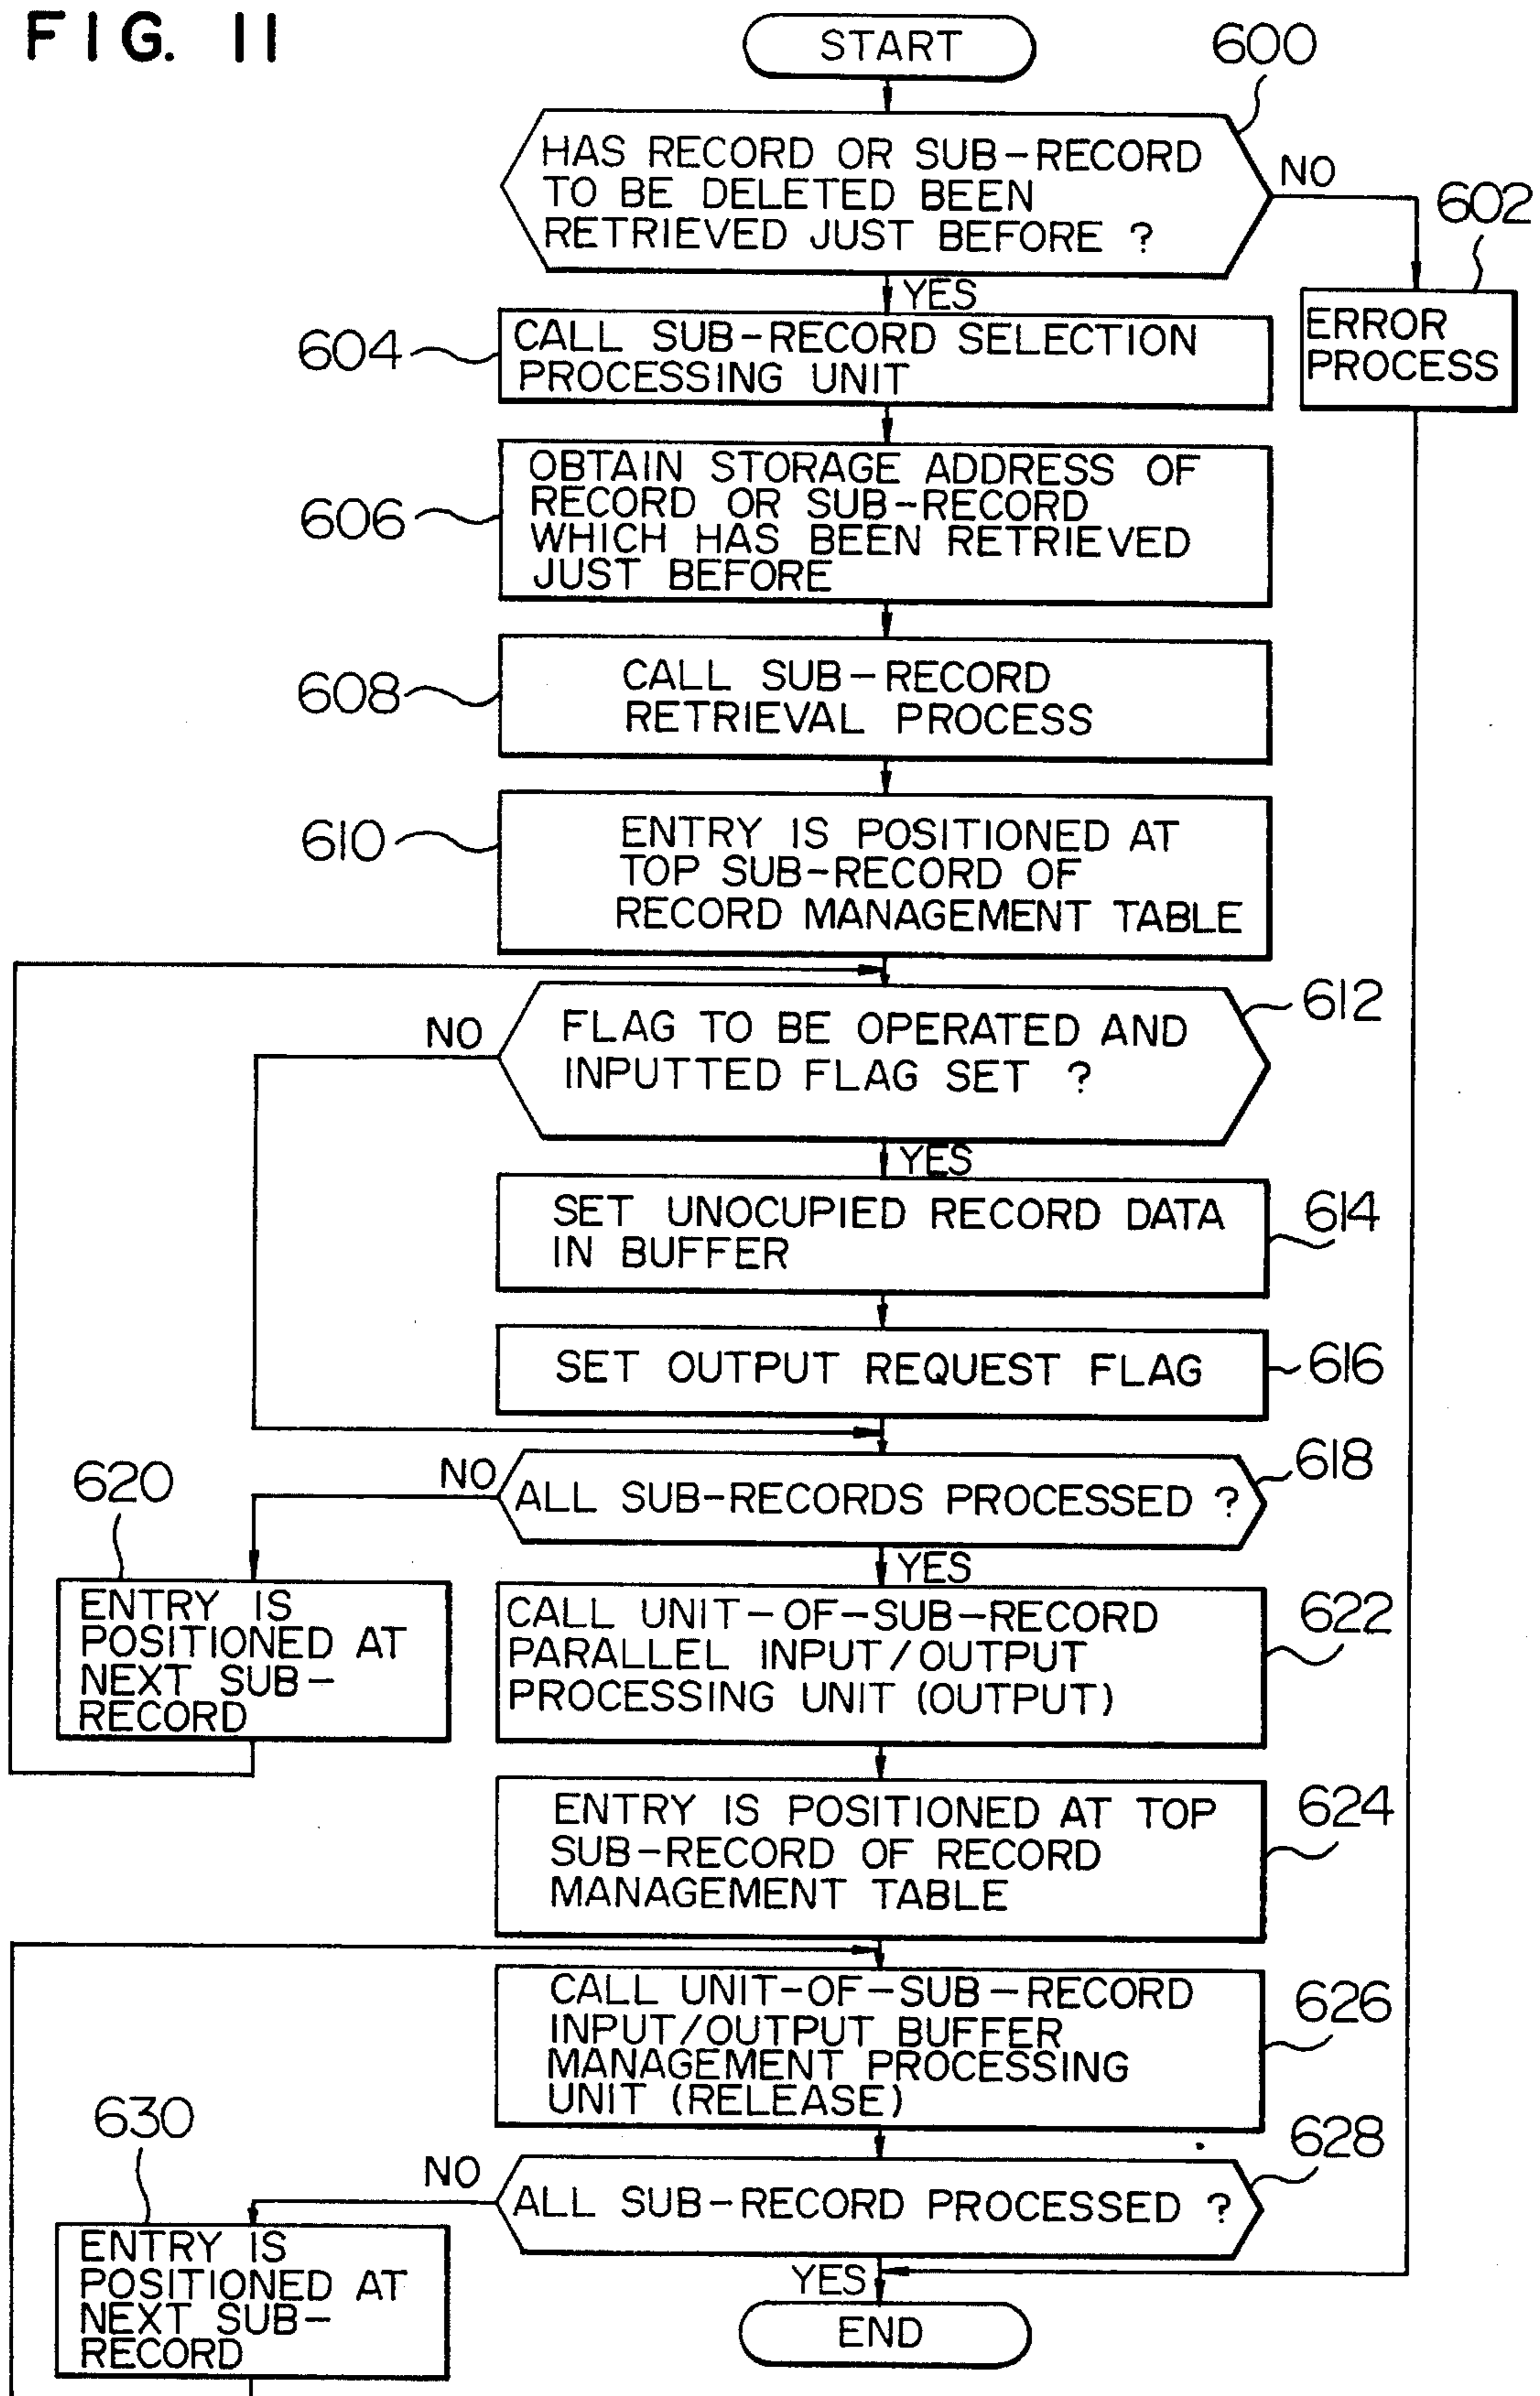 FIG. 11
START
600
HAS RECORD OR SUB-RECORD
TO BE DELETED BEEN
RETRIEVED JUST BEFORE ?
NO
602
YES
ERROR
PROCESS
604
CALL SUB-RECORD SELECTION
PROCESSING UNIT
606
OBTAIN STORAGE ADDRESS OF
RECORD OR SUB-RECORD
WHICH HAS BEEN RETRIEVED
JUST BEFORE
608
CALL SUB-RECORD
RETRIEVAL PROCESS
610
ENTRY IS POSITIONED AT
TOP SUB-RECORD OF
RECORD MANAGEMENT TABLE
612
NO
FLAG TO BE OPERATED AND
INPUTTED FLAG SET ?
YES
614
SET UNOCUPIED RECORD DATA
IN BUFFER
SET OUTPUT REQUEST FLAG
616
618
620
NO
ALL SUB-RECORDS PROCESSED ?
YES
ENTRY IS
POSITIONED AT
NEXT SUB-
RECORD
622
CALL UNIT-OF-SUB-RECORD
PARALLEL INPUT/OUTPUT
PROCESSING UNIT (OUTPUT)
624
ENTRY IS POSITIONED AT TOP
SUB-RECORD OF RECORD
MANAGEMENT TABLE
626
CALL UNIT-OF-SUB-RECORD
INPUT/OUTPUT BUFFER
MANAGEMENT PROCESSING
UNIT (RELEASE)
628
630
NO
ALL SUB-RECORD PROCESSED ?
ENTRY IS
POSITIONED AT
NEXT SUB-
RECORD
YES
END